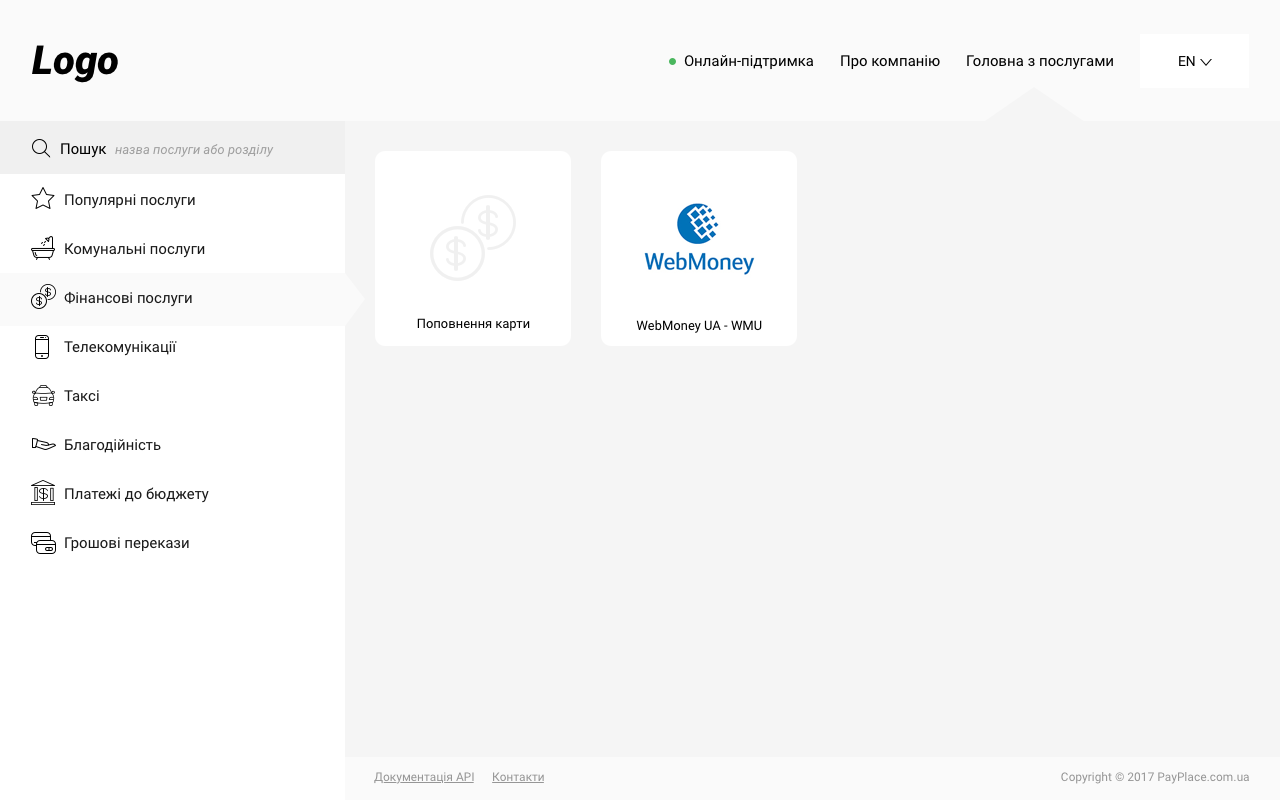 Logo
Онлайн-підтримка
Про компанію
Головна з послугами
EN
Пошук назва послуги або розділу
Популярні послуги
Комунальні послуги
Фінансові послуги
Телекомунікації
Таксі
Благодійність
Платежі до бюджету
Грошові перекази
Поповнення карти
WebMoney
WebMoney UA - WMU
Документація API
Контакти
Copyright © 2017 PayPlace.com.ua